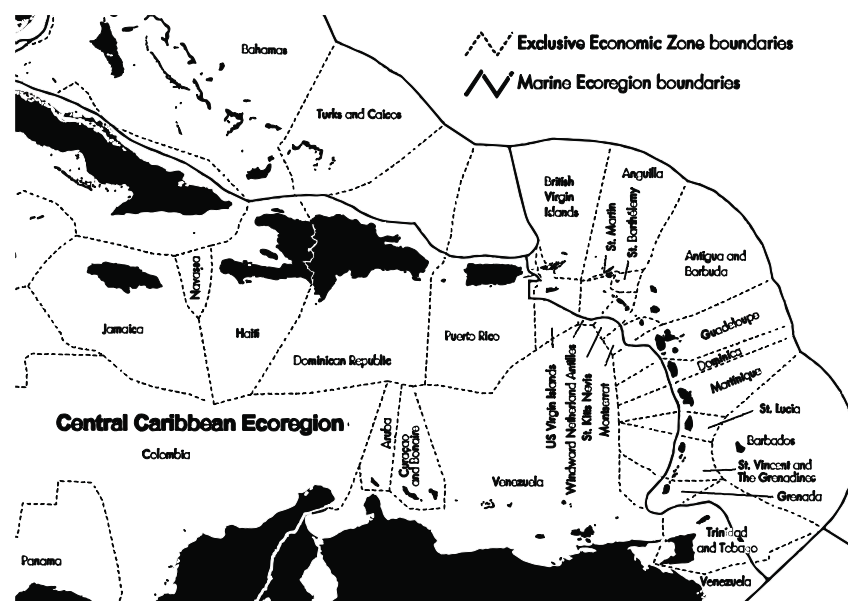 Exclusive Economic Zone boundaries
Marine Ecoregion boundaries
Bahamas
Turks and Caicos
British
Virgin
Islands
Anguilla
St. Martin
St. Barthélemy
Antigua and
Barbuda
Navassa
Jamaica
Haiti
Dominican Republic
Puerto Rico
Guadeloupe
Dominica
Martinique
US Virgin Islands
Windward Netherland Antilles
St. Kitts Nevis
Montserrat
St. Lucia
Central Caribbean Ecoregion
Colombia
Aruba
Curaçao
and Bonaire
Venezuela
Barbados
St. Vincent and
The Grenadines
Grenada
Trinidad
and Tobago
Panama
Venezuela